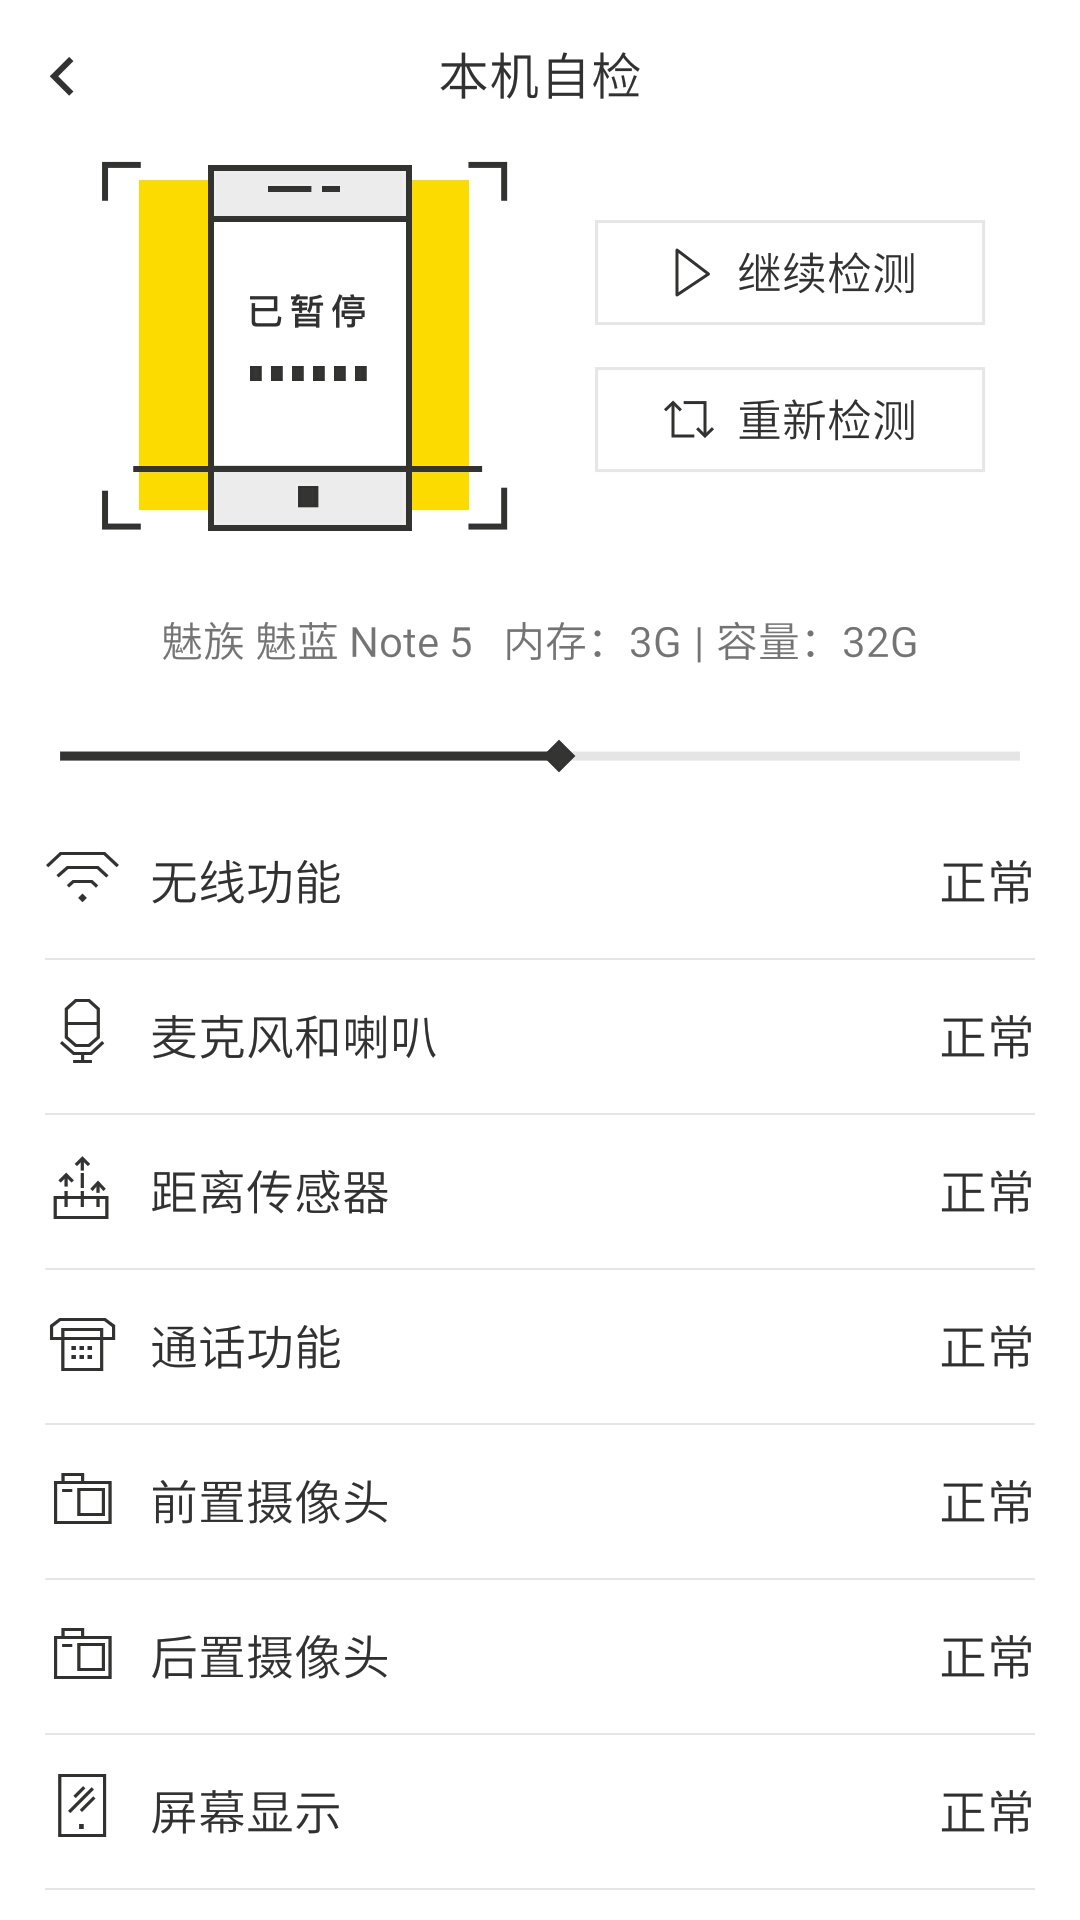 本机自检
已暂停
继续检测
重新检测
魅族 魅蓝 Note 5 内存：3G | 容量：32G
无线功能 正常
麦克风和喇叭 正常
距离传感器 正常
通话功能 正常
前置摄像头 正常
后置摄像头 正常
屏幕显示 正常